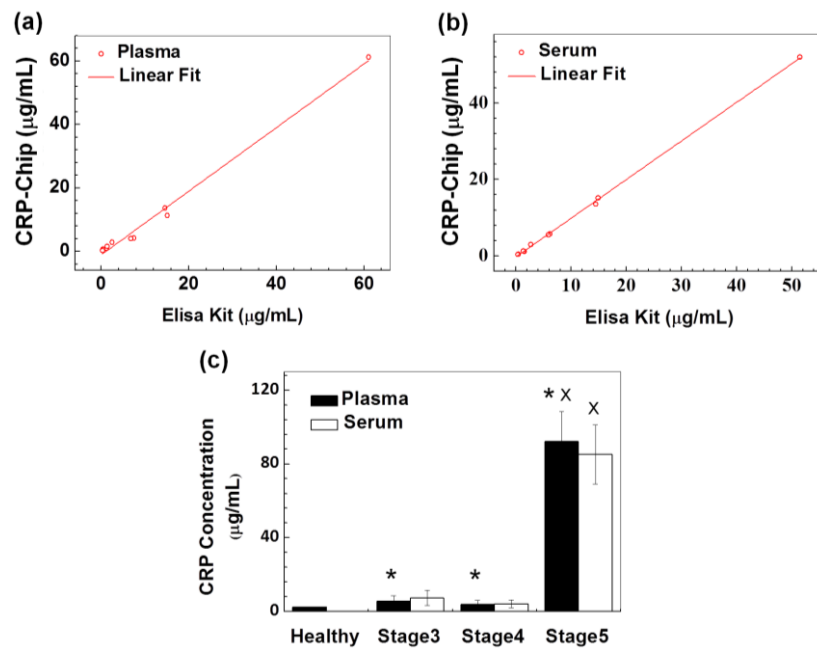 (a)
Plasma
Linear Fit
60
40
20
0
CRP-Chip (μg/mL)
0 20 40 60
Elisa Kit (μg/mL)
(b)
Serum
Linear Fit
40
20
0
CRP-Chip (μg/mL)
0 10 20 30 40 50
Elisa Kit (μg/mL)
(c)
Plasma
Serum
120
80
40
0
CRP Concentration
(μg/mL)
* x x
* *
Healthy Stage3 Stage4 Stage5